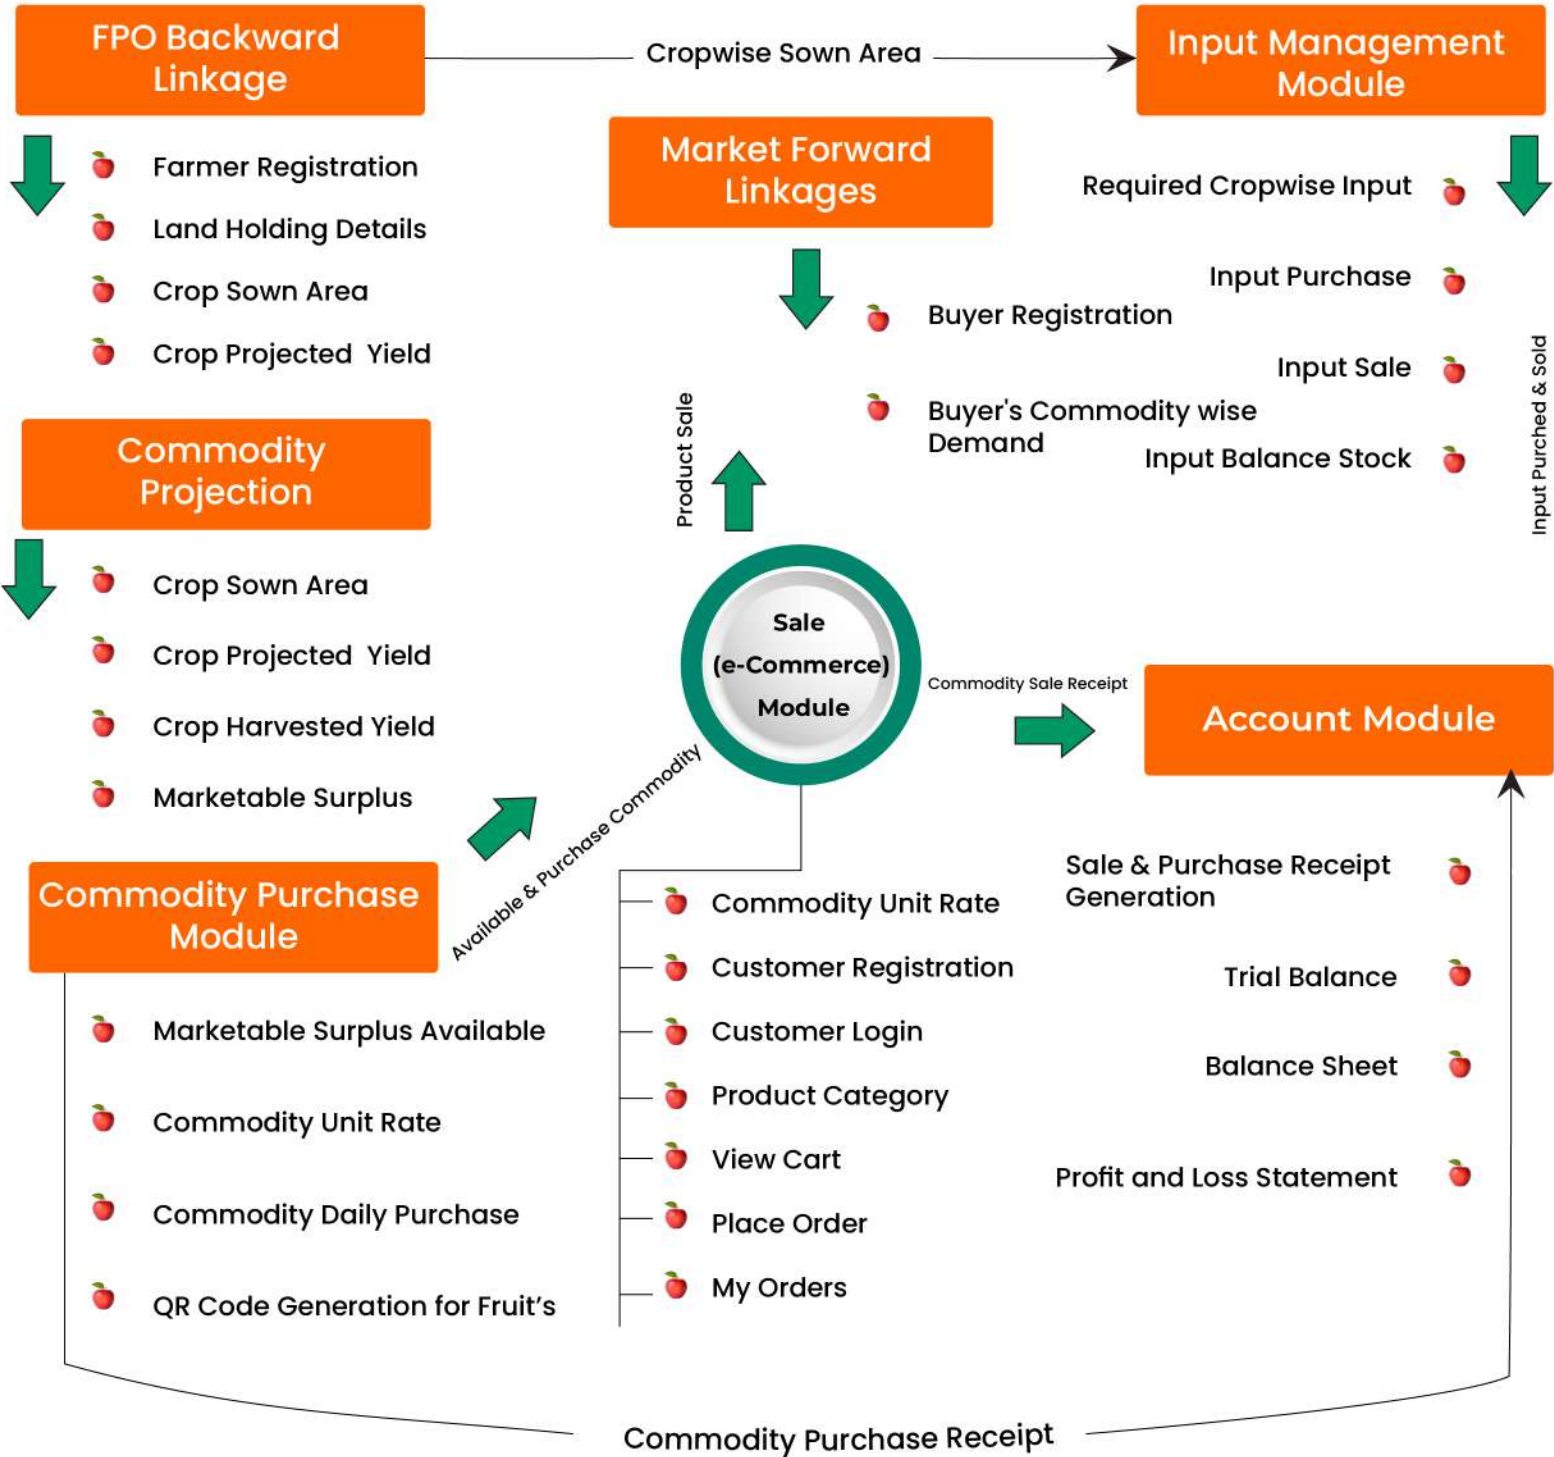 FPO Backward
Linkage
Cropwise Sown Area
Input Management
Module
Farmer Registration
Land Holding Details
Crop Sown Area
Crop Projected  Yield
Market Forward
Linkages
Buyer Registration
Buyer's Commodity wise
Demand
Required Cropwise Input
Input Purchase
Input Sale
Input Balance Stock
Input Purched & Sold
Commodity
Projection
Crop Sown Area
Crop Projected  Yield
Crop Harvested Yield
Marketable Surplus
Product Sale
Sale
(e-Commerce)
Module
Commodity Sale Receipt
Account Module
Available & Purchase Commodity
Commodity Purchase
Module
Marketable Surplus Available
Commodity Unit Rate
Commodity Daily Purchase
QR Code Generation for Fruit’s
Commodity Unit Rate
Customer Registration
Customer Login
Product Category
View Cart
Place Order
My Orders
Sale & Purchase Receipt
Generation
Trial Balance
Balance Sheet
Profit and Loss Statement
Commodity Purchase Receipt